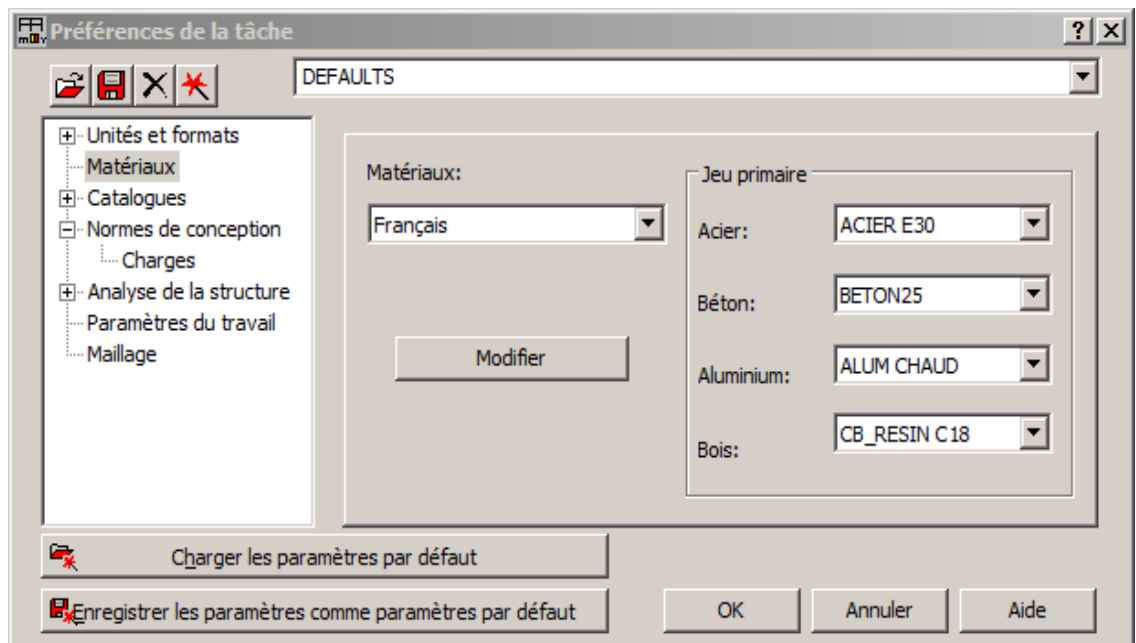 Préférences de la tâche
DEFAULTS
Unités et formats
Matériaux
Catalogues
Normes de conception
Charges
Analyse de la structure
Paramètres du travail
Maillage
Matériaux:
Français
Modifier
Jeu primaire
Acier:
ACIER E30
Béton:
BETON25
Aluminium:
ALUM CHAUD
Bois:
CB_RESIN C18
Charger les paramètres par défaut
Enregistrer les paramètres comme paramètres par défaut
OK
Annuler
Aide